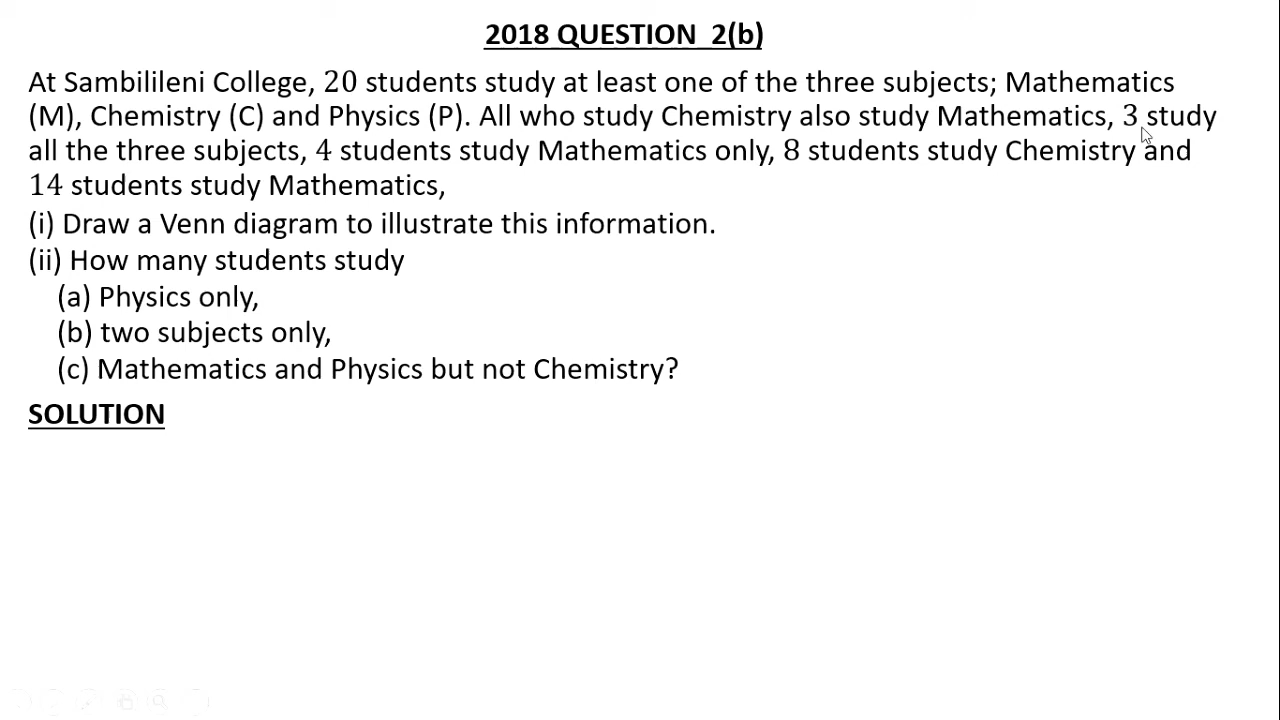 2018 QUESTION 2(b)
At Sambilileni College, 20 students study at least one of the three subjects; Mathematics
(M), Chemistry (C) and Physics (P). All who study Chemistry also study Mathematics, 3 study
all the three subjects, 4 students study Mathematics only, 8 students study Chemistry and
14 students study Mathematics,
(i) Draw a Venn diagram to illustrate this information.
(ii) How many students study
(a) Physics only,
(b) two subjects only,
(c) Mathematics and Physics but not Chemistry?
SOLUTION